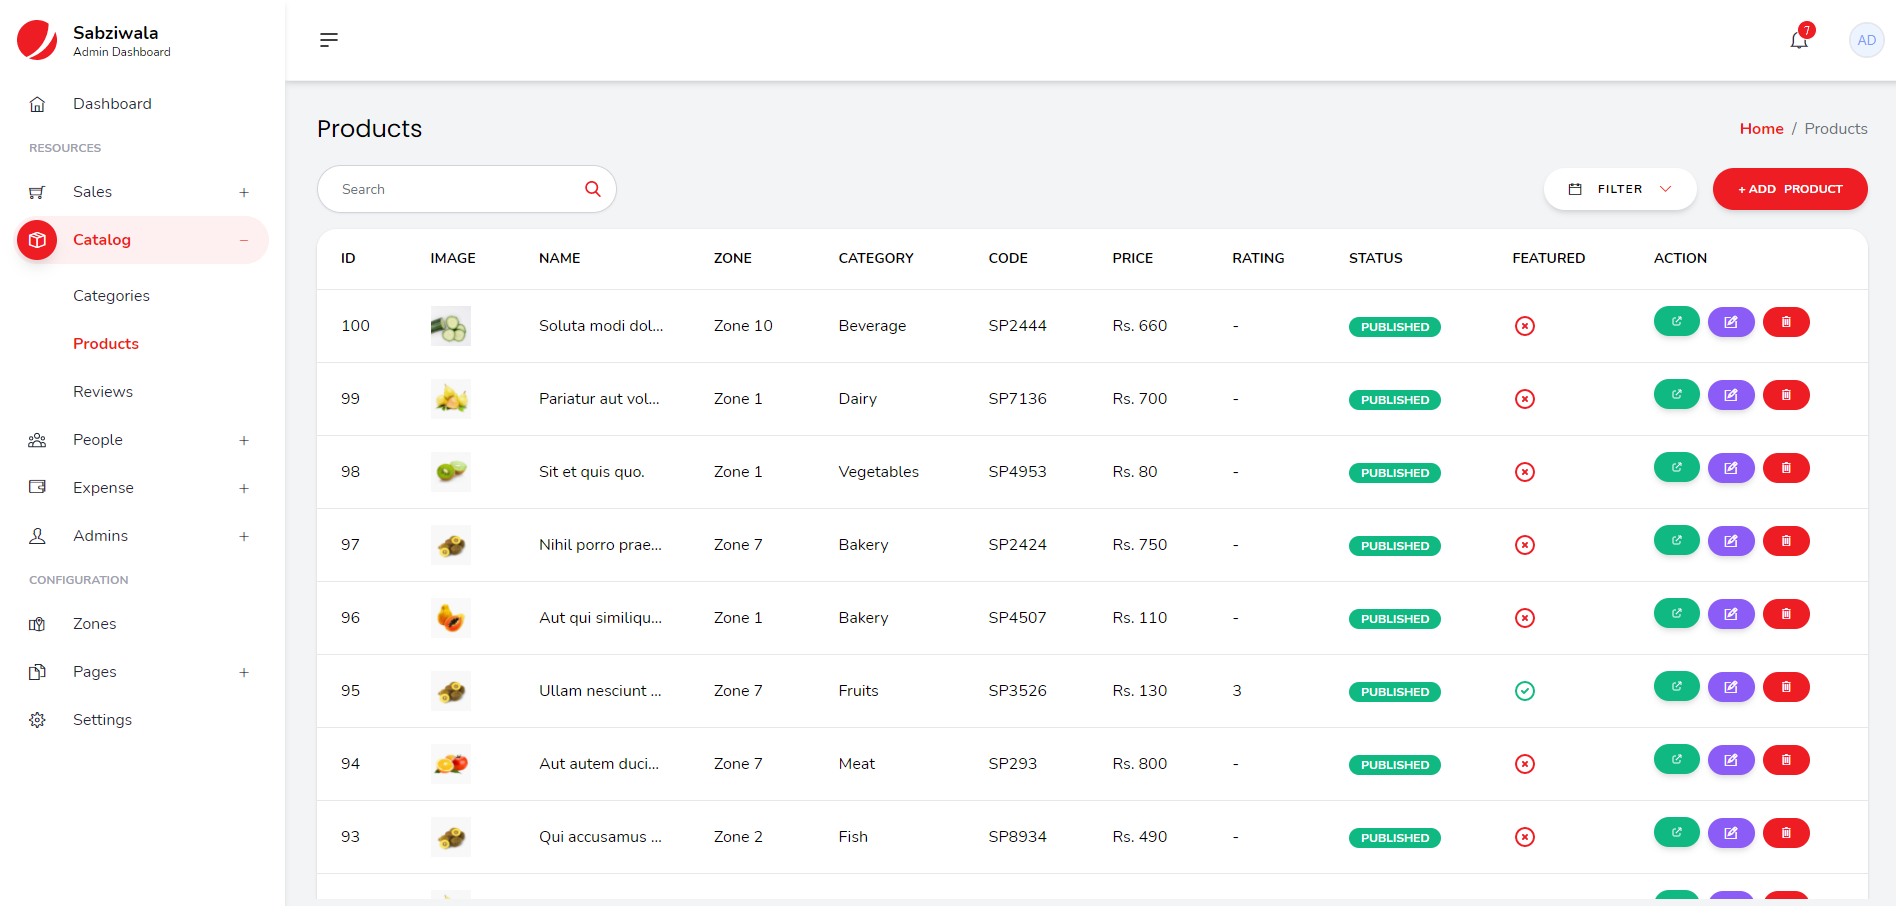 Sabziwala
Admin Dashboard
7
AD
Dashboard
RESOURCES
Sales +
Catalog −
Categories
Products
Reviews
People +
Expense +
Admins +
CONFIGURATION
Zones
Pages +
Settings
Products
Home / Products
Search
FILTER
+ ADD PRODUCT
ID IMAGE NAME ZONE CATEGORY CODE PRICE RATING STATUS FEATURED ACTION
100 Soluta modi dol... Zone 10 Beverage SP2444 Rs. 660 - PUBLISHED
99 Pariatur aut vol... Zone 1 Dairy SP7136 Rs. 700 - PUBLISHED
98 Sit et quis quo. Zone 1 Vegetables SP4953 Rs. 80 - PUBLISHED
97 Nihil porro prae... Zone 7 Bakery SP2424 Rs. 750 - PUBLISHED
96 Aut qui similiqu... Zone 1 Bakery SP4507 Rs. 110 - PUBLISHED
95 Ullam nesciunt ... Zone 7 Fruits SP3526 Rs. 130 3 PUBLISHED
94 Aut autem duci... Zone 7 Meat SP293 Rs. 800 - PUBLISHED
93 Qui accusamus ... Zone 2 Fish SP8934 Rs. 490 - PUBLISHED